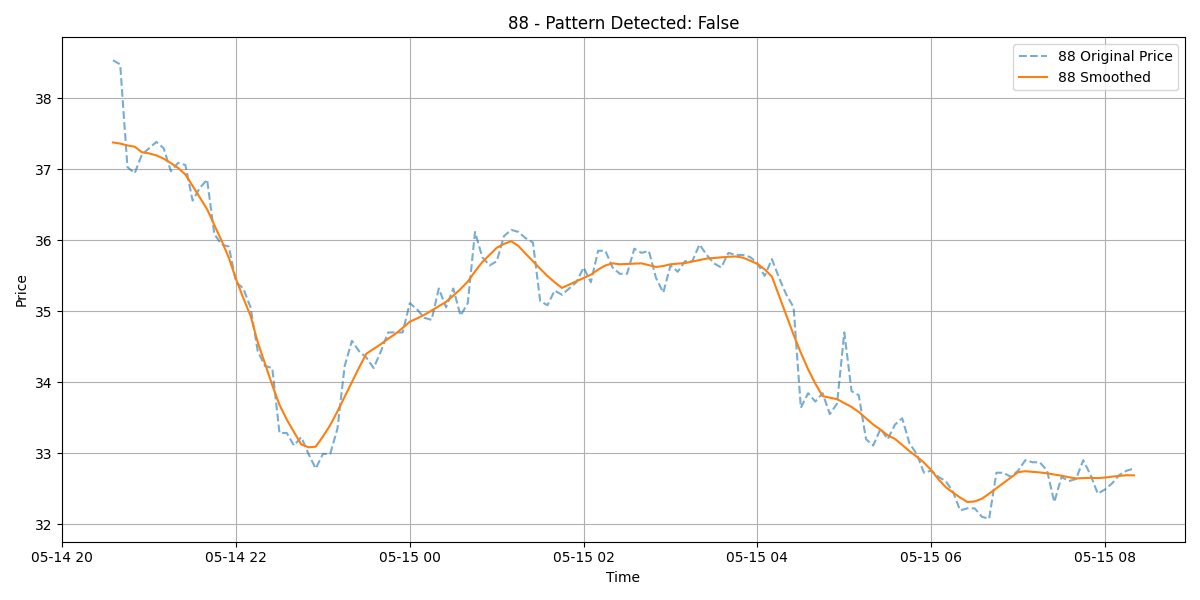 88 - Pattern Detected: False
88 Original Price
88 Smoothed
Price
38
37
36
35
34
33
32
05-14 20
05-14 22
05-15 00
05-15 02
05-15 04
05-15 06
05-15 08
Time